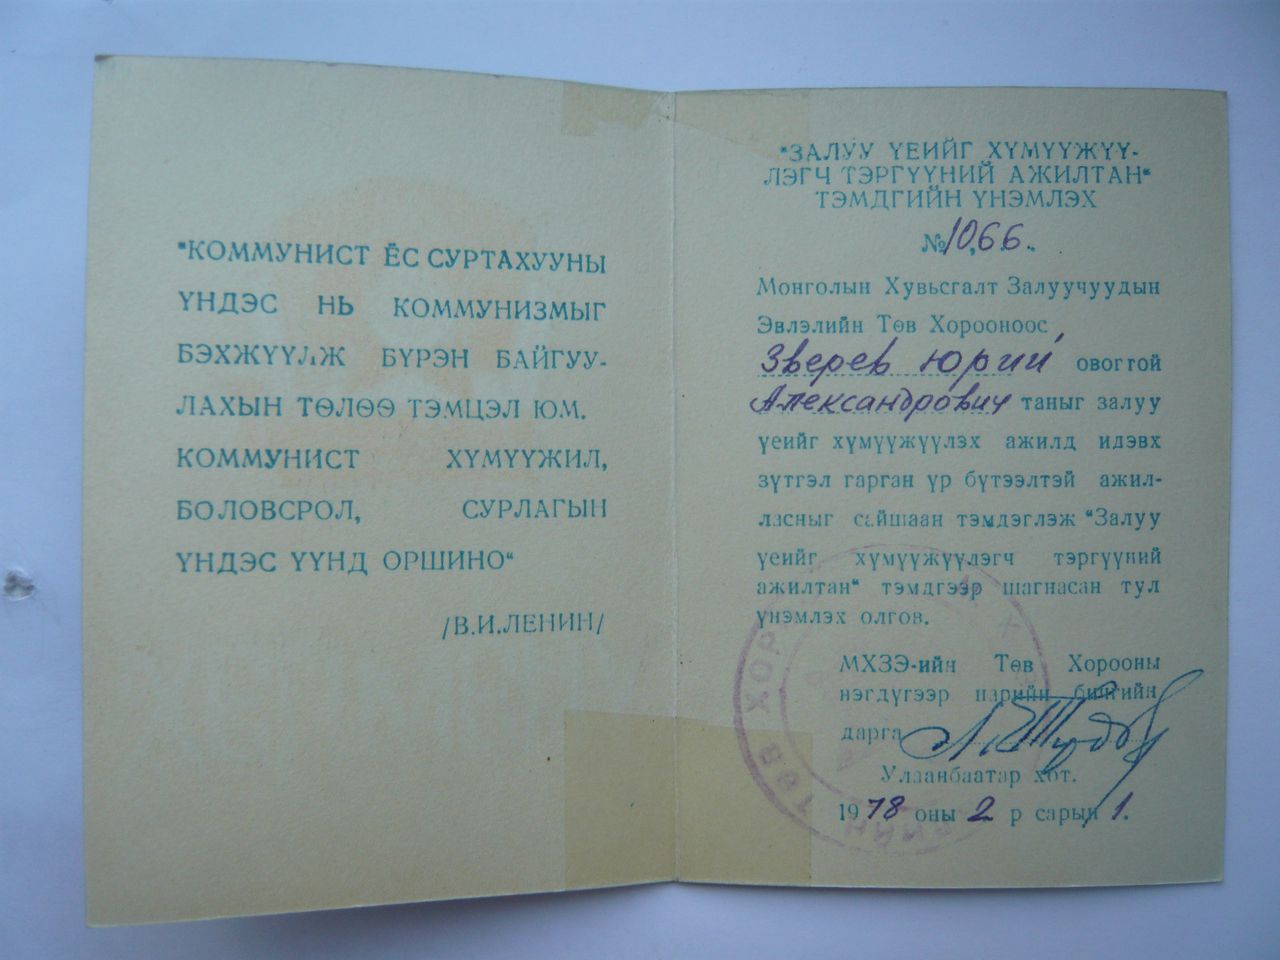 "КОММУНИСТ ЁС СУРТАХУУНЫ
ҮНДЭС НЬ КОММУНИЗМЫГ
БЭХЖҮҮЛЖ БҮРЭН БАЙГУУ-
ЛАХЫН ТӨЛӨӨ ТЭМЦЭЛ ЮМ.
КОММУНИСТ ХҮМҮҮЖИЛ,
БОЛОВСРОЛ, СУРЛАГЫН
ҮНДЭС ҮҮНД ОРШИНО"
/В.И.ЛЕНИН/
"ЗАЛУУ ҮЕИЙГ ХҮМҮҮЖҮҮ-
ЛЭГЧ ТЭРГҮҮНИЙ АЖИЛТАН"
ТЭМДГИЙН ҮНЭМЛЭХ
№ 1066.
Монголын Хувьсгалт Залуучуудын
Эвлэлийн Төв Хорооноос
Зверев Юрий овогтой
Александрович таныг залуу
үеийг хүмүүжүүлэх ажилд идэвх
зүтгэл гарган үр бүтээлтэй ажил-
ласныг сайшаан тэмдэглэж "Залуу
үеийг хүмүүжүүлэгч тэргүүний
ажилтан" тэмдгээр шагнасан тул
үнэмлэх олгов.
МХЗЭ-ийн Төв Хорооны
нэгдүгээр нарийн бичгийн
дарга
Улаанбаатар хот.
1978 оны 2 р сарын 1.
ТӨВ ХОР